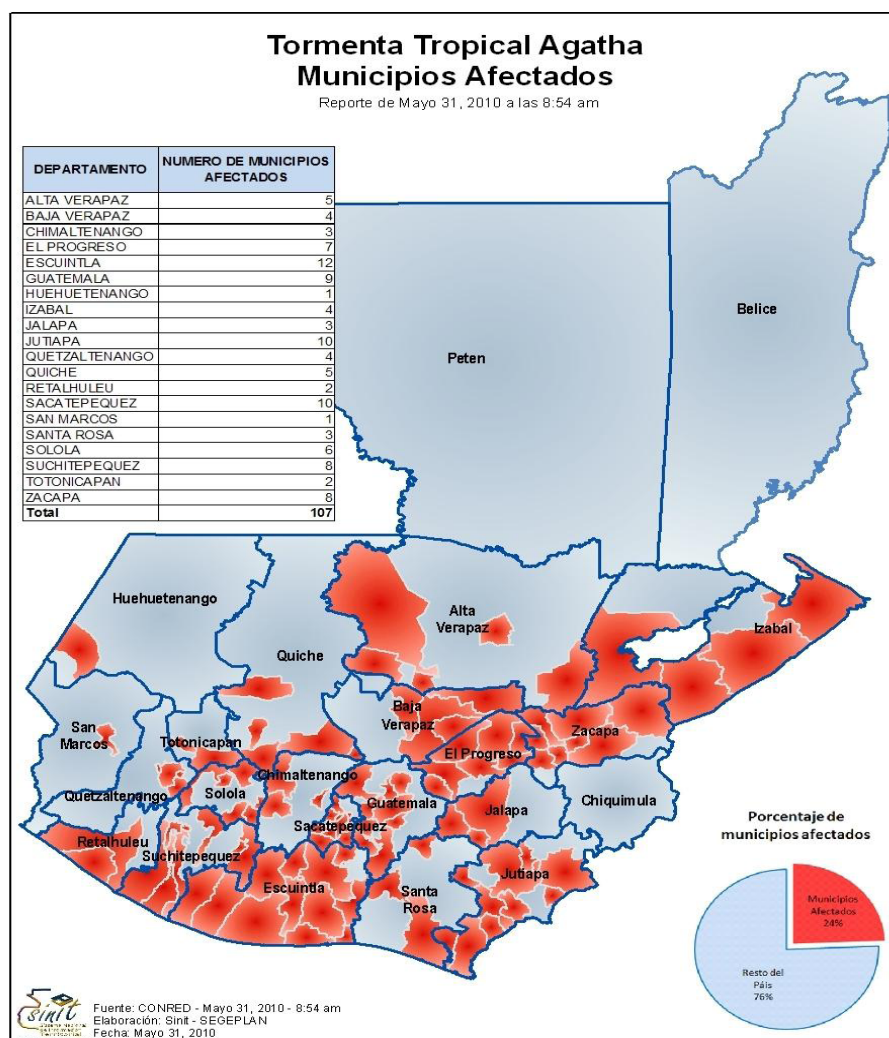 Tormenta Tropical Agatha
Municipios Afectados
Reporte de Mayo 31, 2010 a las 8:54 am
DEPARTAMENTO NUMERO DE MUNICIPIOS AFECTADOS
ALTA VERAPAZ 5
BAJA VERAPAZ 4
CHIMALTENANGO 3
EL PROGRESO 7
ESCUINTLA 12
GUATEMALA 9
HUEHUETENANGO 1
IZABAL 4
JALAPA 3
JUTIAPA 10
QUETZALTENANGO 4
QUICHE 5
RETALHULEU 2
SACATEPEQUEZ 10
SAN MARCOS 1
SANTA ROSA 3
SOLOLA 6
SUCHITEPEQUEZ 8
TOTONICAPAN 2
ZACAPA 8
Total 107
Belice
Peten
Huehuetenango
Alta
Verapaz
Izabal
Quiche
San
Marcos
Totonicapan
Baja
Verapaz
Zacapa
El Progreso
Chimaltenango
Quetzaltenango
Solola
Guatemala
Jalapa
Chiquimula
Sacatepéquez
Retalhuleu
Suchitepequez
Escuintla
Santa
Rosa
Jutiapa
Porcentaje de
municipios afectados
Municipios
Afectados
24%
Resto del
Páis
76%
sinit
Fuente: CONRED - Mayo 31, 2010 - 8:54 am
Elaboración: Sinit - SEGEPLAN
Fecha: Mayo 31, 2010